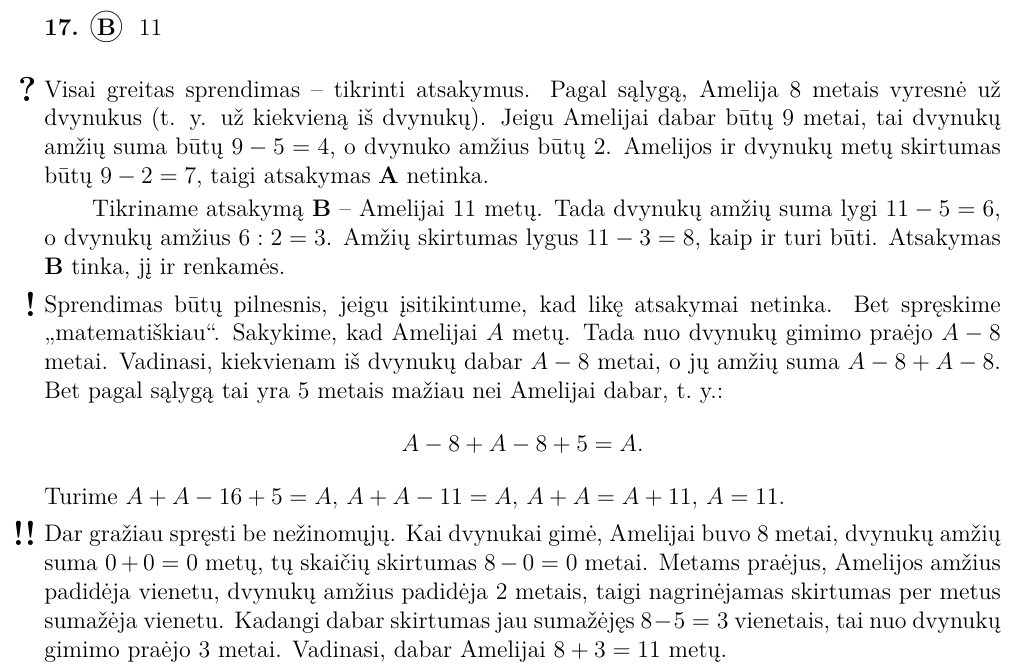 17. B 11
? Visai greitas sprendimas – tikrinti atsakymus. Pagal sąlygą, Amelija 8 metais vyresnė už
dvynukus (t. y. už kiekvieną iš dvynukų). Jeigu Amelijai dabar būtų 9 metai, tai dvynukų
amžių suma būtų 9 − 5 = 4, o dvynuko amžius būtų 2. Amelijos ir dvynukų metų skirtumas
būtų 9 − 2 = 7, taigi atsakymas A netinka.
Tikriname atsakymą B – Amelijai 11 metų. Tada dvynukų amžių suma lygi 11 − 5 = 6,
o dvynukų amžius 6 : 2 = 3. Amžių skirtumas lygus 11 − 3 = 8, kaip ir turi būti. Atsakymas
B tinka, jį ir renkamės.
! Sprendimas būtų pilnesnis, jeigu įsitikintume, kad likę atsakymai netinka. Bet spręskime
„matematiškiau“. Sakykime, kad Amelijai A metų. Tada nuo dvynukų gimimo praėjo A − 8
metai. Vadinasi, kiekvienam iš dvynukų dabar A − 8 metai, o jų amžių suma A − 8 + A − 8.
Bet pagal sąlygą tai yra 5 metais mažiau nei Amelijai dabar, t. y.:
A − 8 + A − 8 + 5 = A.
Turime A + A − 16 + 5 = A, A + A − 11 = A, A + A = A + 11, A = 11.
!! Dar gražiau spręsti be nežinomųjų. Kai dvynukai gimė, Amelijai buvo 8 metai, dvynukų amžių
suma 0 + 0 = 0 metų, tų skaičių skirtumas 8 − 0 = 0 metai. Metams praėjus, Amelijos amžius
padidėja vienetu, dvynukų amžius padidėja 2 metais, taigi nagrinėjamas skirtumas per metus
sumažėja vienetu. Kadangi dabar skirtumas jau sumažėjęs 8−5 = 3 vienetais, tai nuo dvynukų
gimimo praėjo 3 metai. Vadinasi, dabar Amelijai 8 + 3 = 11 metų.